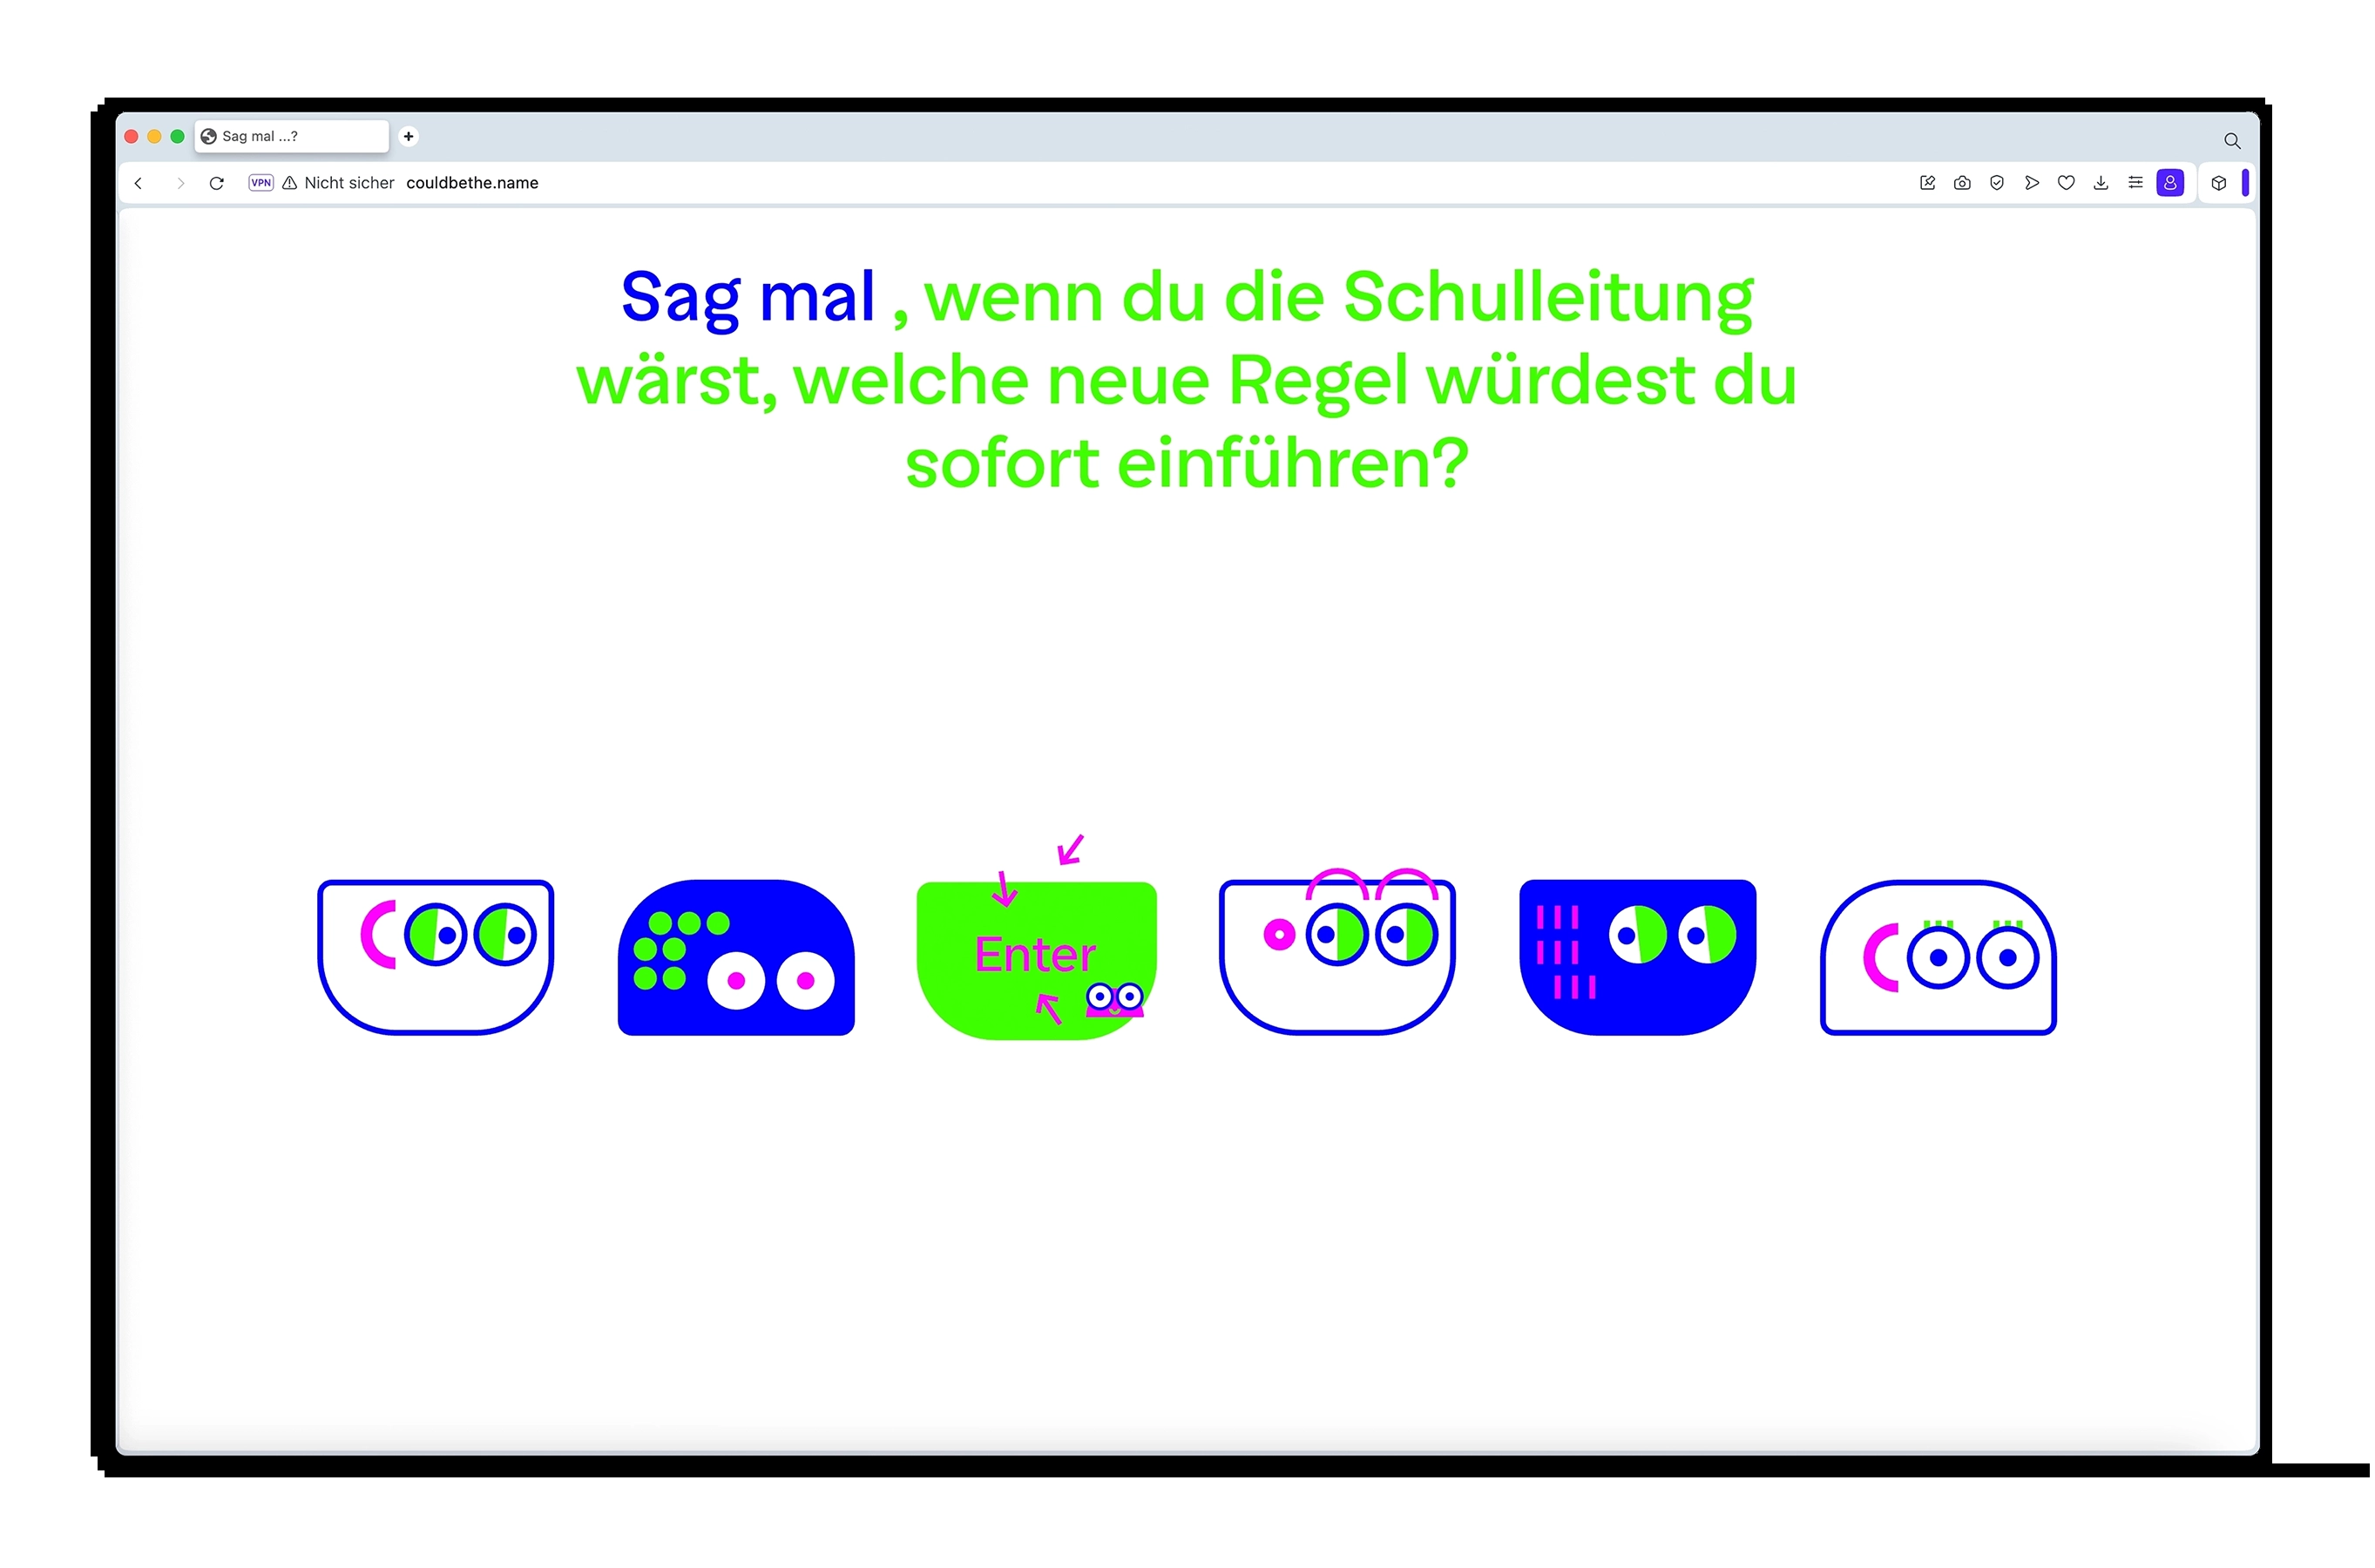 Sag mal ...?
VPN Nicht sicher couldbethe.name
Sag mal , wenn du die Schulleitung
wärst, welche neue Regel würdest du
sofort einführen?
Enter